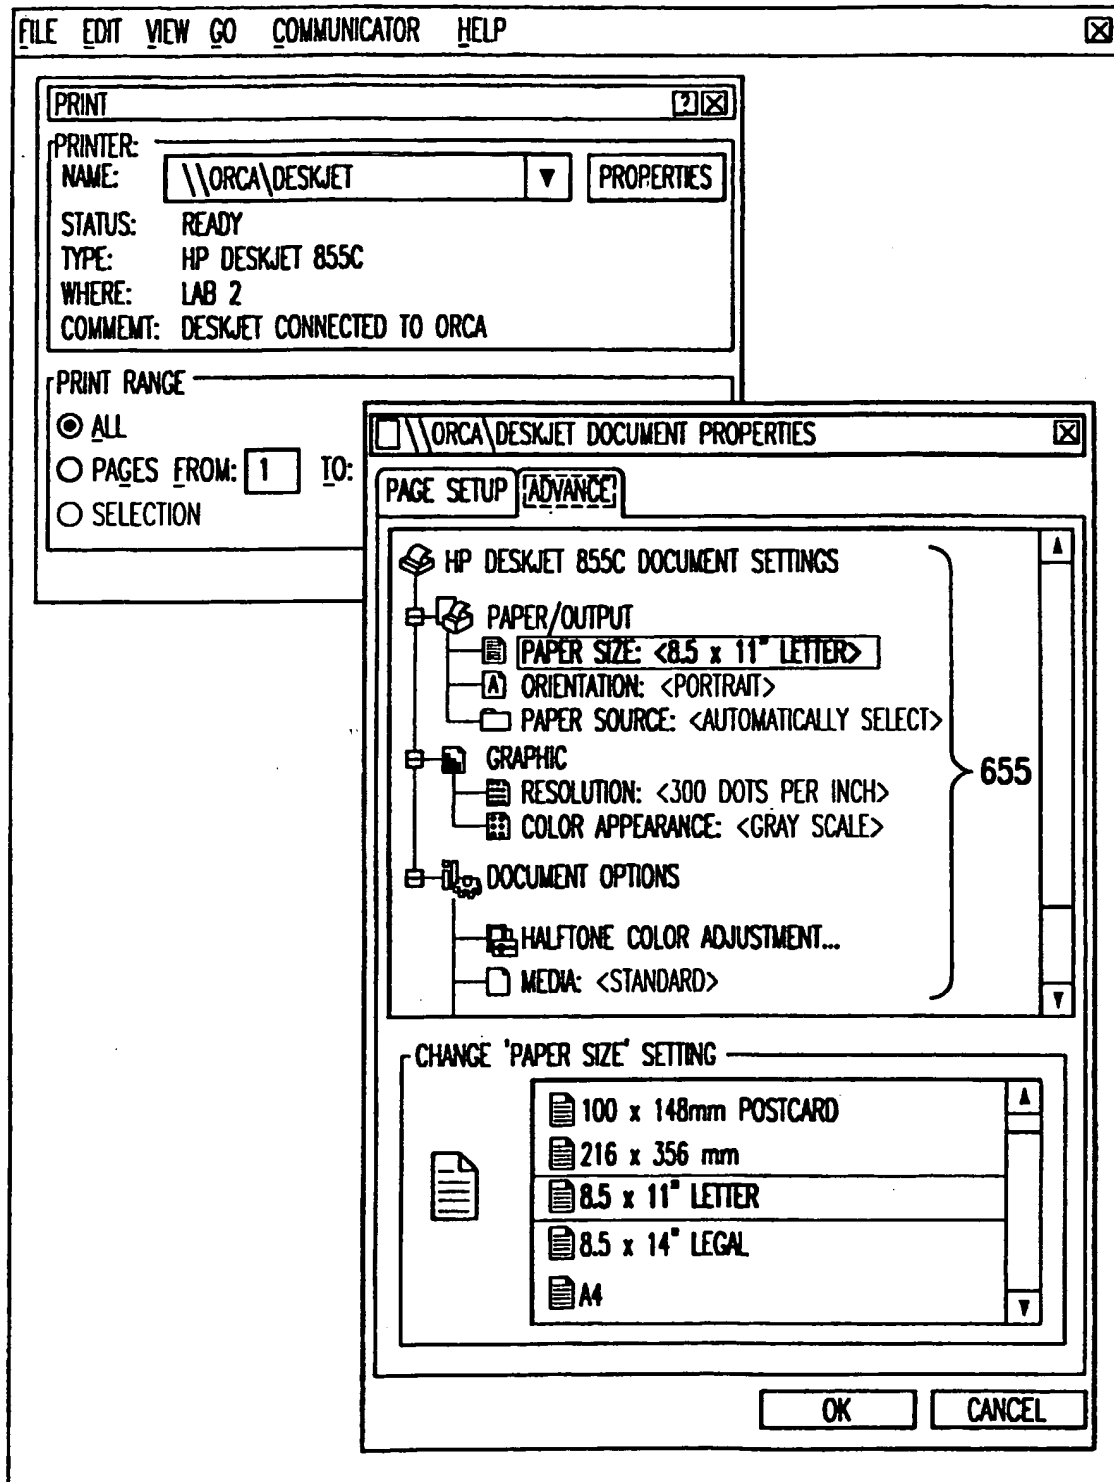 FILE EDIT VIEW GO COMMUNICATOR HELP
PRINT
PRINTER:
NAME: \\ORCA\DESKJET PROPERTIES
STATUS: READY
TYPE: HP DESKJET 855C
WHERE: LAB 2
COMMEMT: DESKJET CONNECTED TO ORCA
PRINT RANGE
ALL
PAGES FROM: 1 TO:
SELECTION
\\ORCA\DESKJET DOCUMENT PROPERTIES
PAGE SETUP ADVANCE
HP DESKJET 855C DOCUMENT SETTINGS
PAPER/OUTPUT
PAPER SIZE: <8.5 x 11" LETTER>
ORIENTATION: <PORTRAIT>
PAPER SOURCE: <AUTOMATICALLY SELECT>
GRAPHIC
655
RESOLUTION: <300 DOTS PER INCH>
COLOR APPEARANCE: <GRAY SCALE>
DOCUMENT OPTIONS
HALFTONE COLOR ADJUSTMENT...
MEDIA: <STANDARD>
CHANGE 'PAPER SIZE' SETTING
100 x 148mm POSTCARD
216 x 356 mm
8.5 x 11" LETTER
8.5 x 14" LEGAL
A4
OK CANCEL